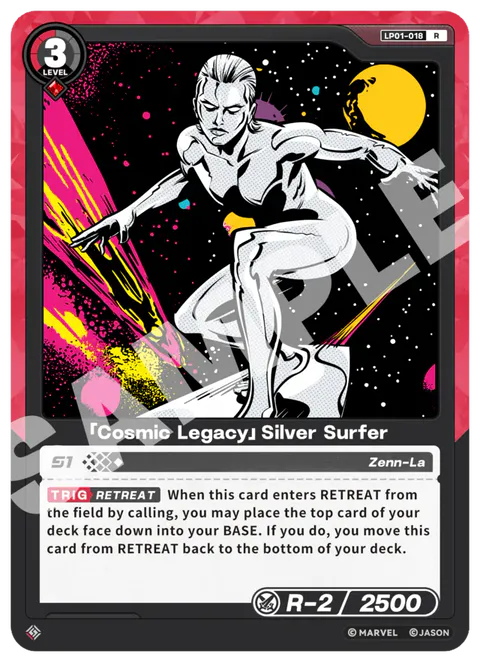 3
LEVEL
LP01-018 R
SAMPLE
「Cosmic Legacy」 Silver Surfer
S1
Zenn-La
TRIG RETREAT When this card enters RETREAT from
the field by calling, you may place the top card of your
deck face down into your BASE. If you do, you move this
card from RETREAT back to the bottom of your deck.
R-2 / 2500
©MARVEL ©JASON